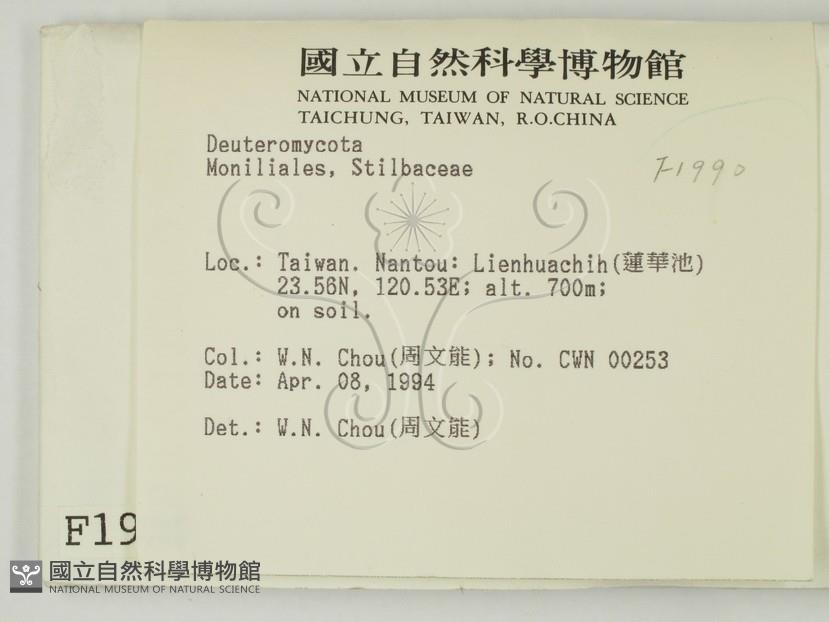 國立自然科學博物館
NATIONAL MUSEUM OF NATURAL SCIENCE
TAICHUNG, TAIWAN, R.O.CHINA
Deuteromycota
Moniliales, Stilbaceae
F1990
Loc.: Taiwan. Nantou: Lienhuachih(蓮華池)
23.56N, 120.53E; alt. 700m;
on soil.
Col.: W.N. Chou(周文能); No. CWN 00253
Date: Apr. 08, 1994
Det.: W.N. Chou(周文能)
F19
國立自然科學博物館
NATIONAL MUSEUM OF NATURAL SCIENCE